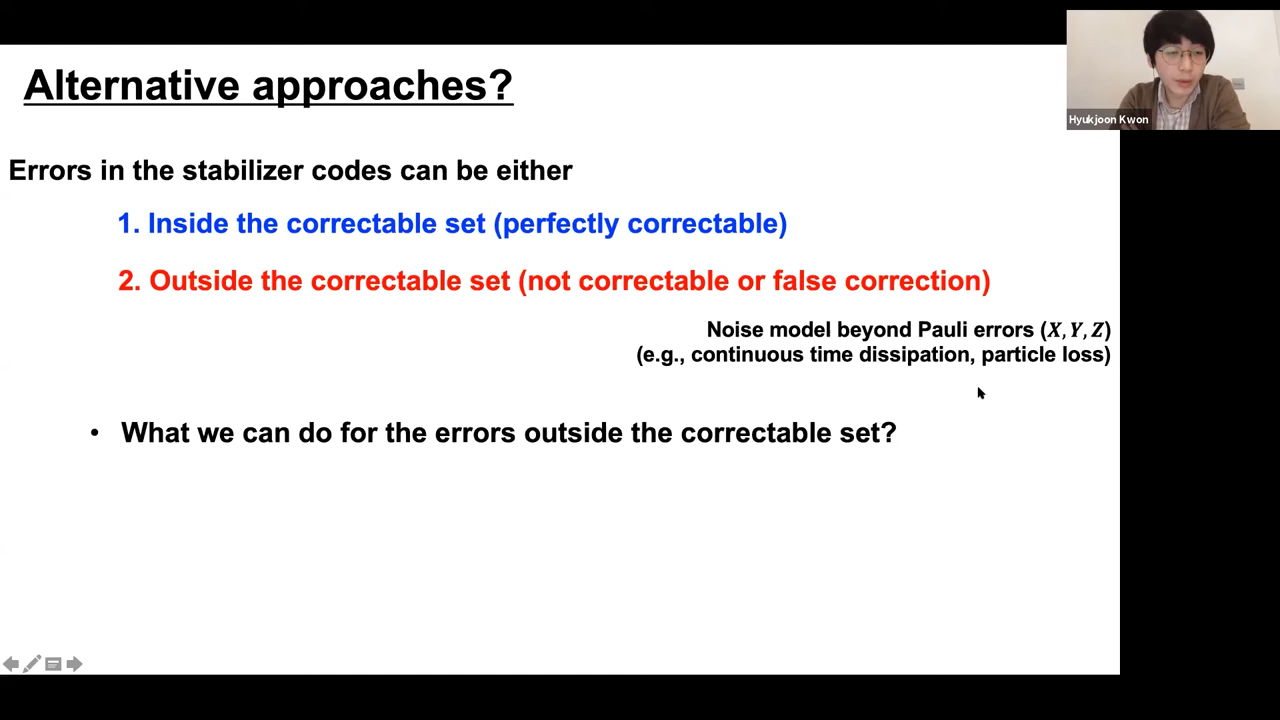 Alternative approaches?
Hyukjoon Kwon
Errors in the stabilizer codes can be either
1. Inside the correctable set (perfectly correctable)
2. Outside the correctable set (not correctable or false correction)
Noise model beyond Pauli errors (X, Y, Z)
(e.g., continuous time dissipation, particle loss)
• What we can do for the errors outside the correctable set?